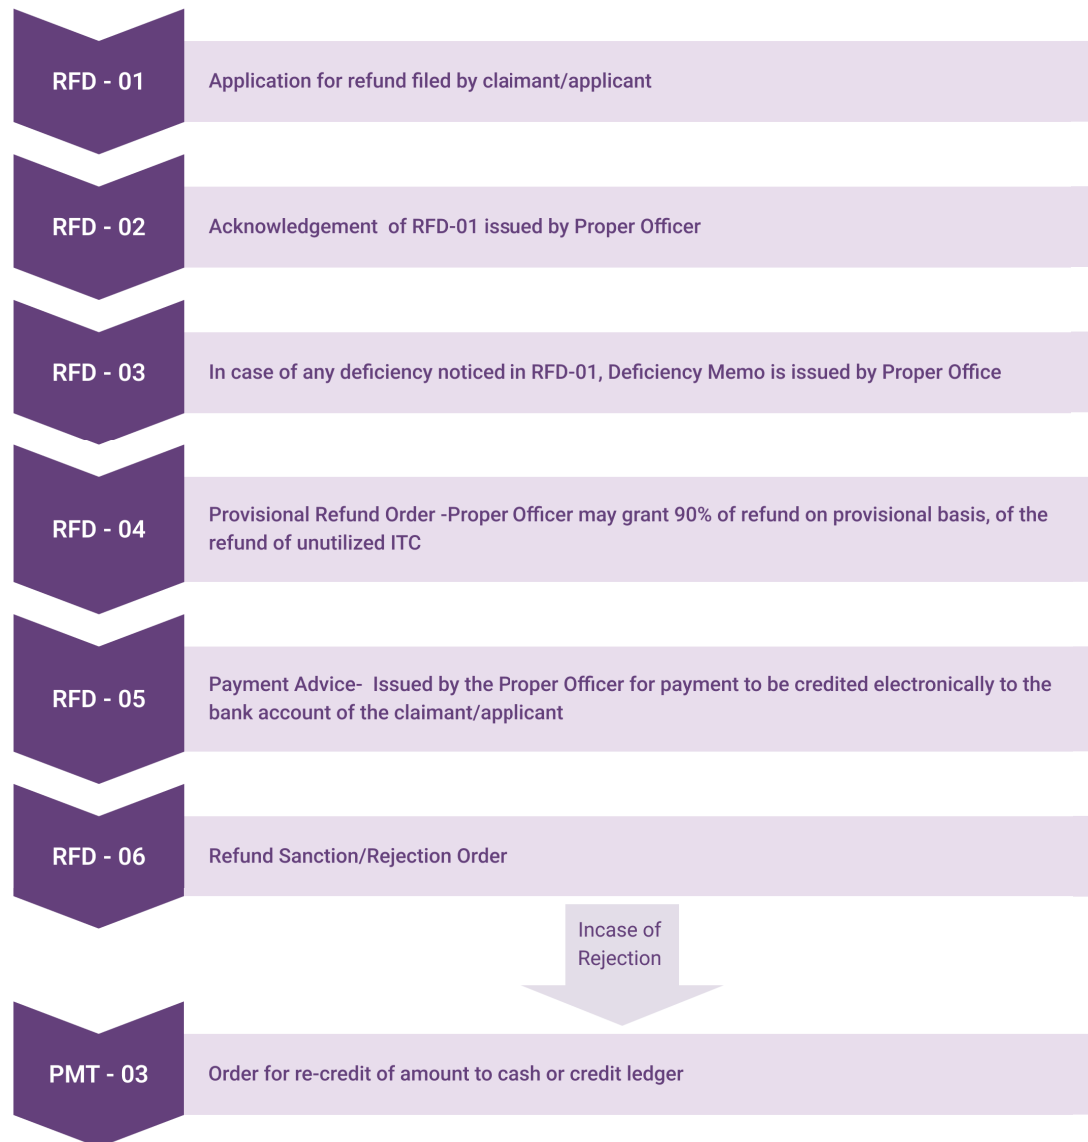 RFD - 01
Application for refund filed by claimant/applicant
RFD - 02
Acknowledgement  of RFD-01 issued by Proper Officer
RFD - 03
In case of any deficiency noticed in RFD-01, Deficiency Memo is issued by Proper Office
RFD - 04
Provisional Refund Order -Proper Officer may grant 90% of refund on provisional basis, of the
refund of unutilized ITC
RFD - 05
Payment Advice-  Issued by the Proper Officer for payment to be credited electronically to the
bank account of the claimant/applicant
RFD - 06
Refund Sanction/Rejection Order
Incase of
Rejection
PMT - 03
Order for re-credit of amount to cash or credit ledger